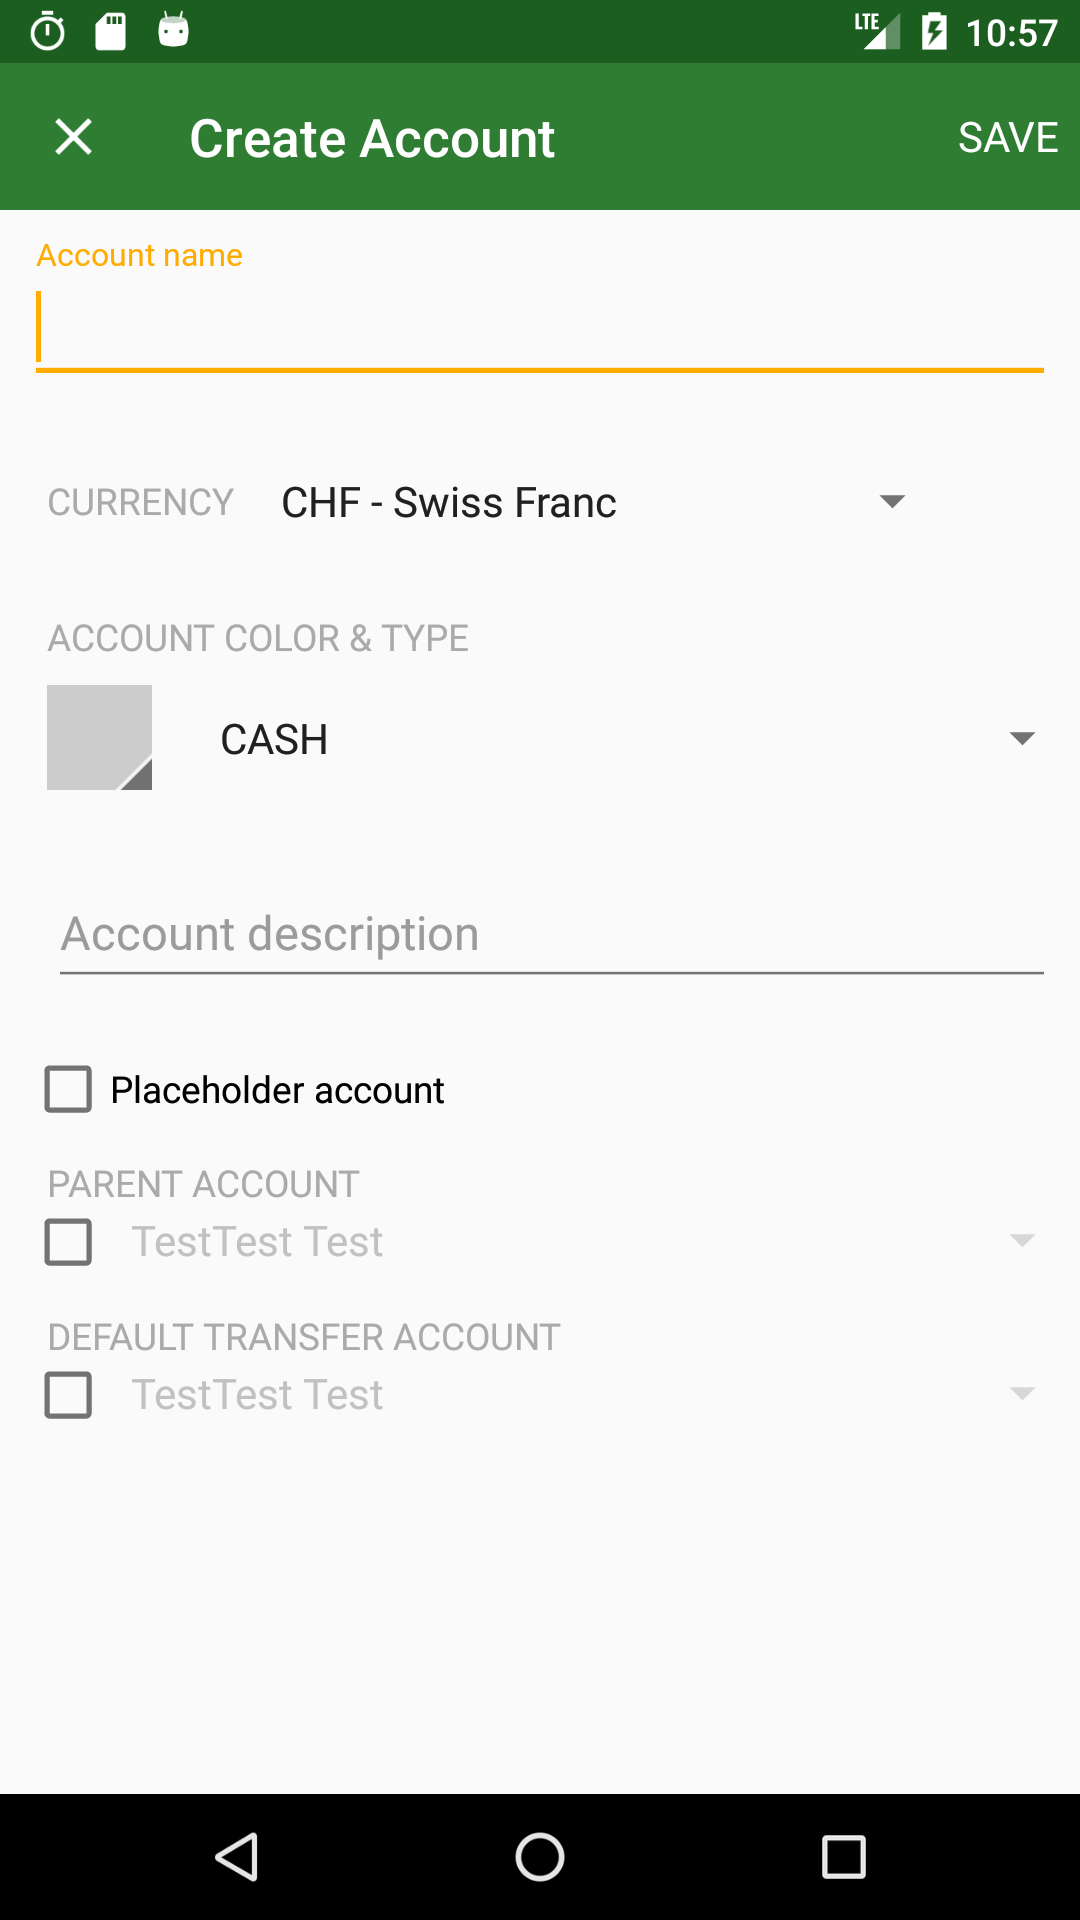 LTE 10:57
Create Account SAVE
Account name
CURRENCY CHF - Swiss Franc
ACCOUNT COLOR & TYPE
CASH
Account description
Placeholder account
PARENT ACCOUNT
TestTest Test
DEFAULT TRANSFER ACCOUNT
TestTest Test